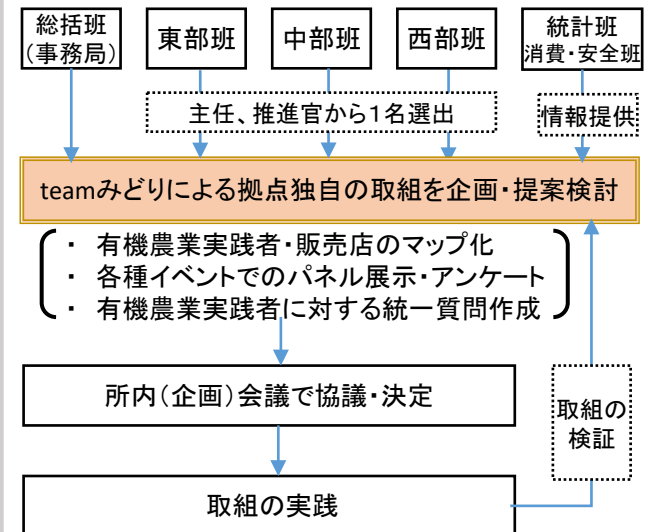 総括班
(事務局)
東部班
中部班
西部班
統計班
消費・安全班
主任、推進官から1名選出
情報提供
teamみどりによる拠点独自の取組を企画・提案検討
・ 有機農業実践者・販売店のマップ化
・ 各種イベントでのパネル展示・アンケート
・ 有機農業実践者に対する統一質問作成
所内(企画)会議で協議・決定
取組の
検証
取組の実践